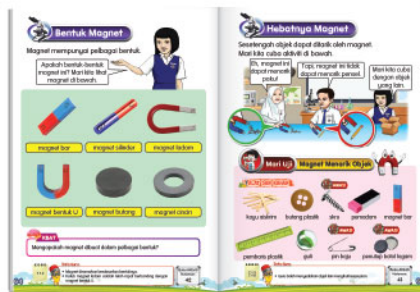 Bentuk Magnet
Magnet mempunyai pelbagai bentuk.
Apakah bentuk-bentuk
magnet ini? Mari kita lihat
magnet di bawah.
magnet bar
magnet silinder
magnet ladam
magnet bentuk U
magnet butang
magnet cincin
KBAT
Mengapakah magnet dibuat dalam pelbagai bentuk?
42
Hebatnya Magnet
Sesetengah objek dapat ditarik oleh magnet.
Mari kita cuba aktiviti di bawah.
Eh, magnet ini
dapat menarik
paku!
Tapi, magnet ini tidak
dapat menarik pensel.
Mari kita cuba
dengan objek
yang lain.
Mari Uji
Magnet Menarik Objek
kayu aiskrim
butang plastik
skru
pemadam
magnet bar
pembaris plastik
guli
pin baju
penutup botol logam
43